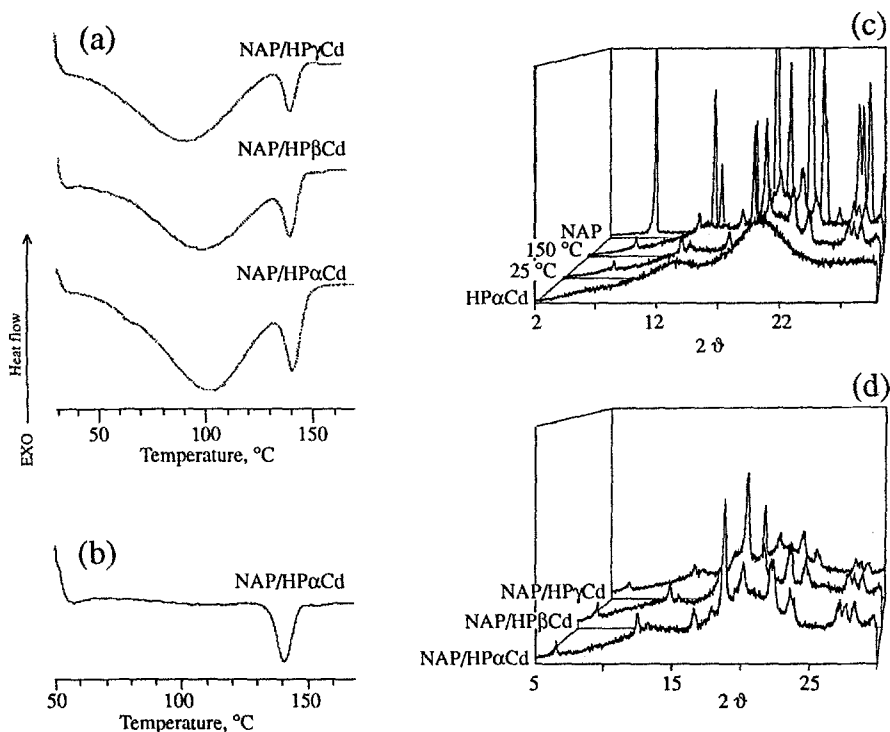 (a)
NAP/HPγCd
NAP/HPβCd
NAP/HPαCd
Heat flow
EXO
50 100 150
Temperature, °C
(b)
NAP/HPαCd
50 100 150
Temperature, °C
(c)
NAP
150 °C
25 °C
HPαCd
2 12 22
2 ϑ
(d)
NAP/HPγCd
NAP/HPβCd
NAP/HPαCd
5 15 25
2 ϑ